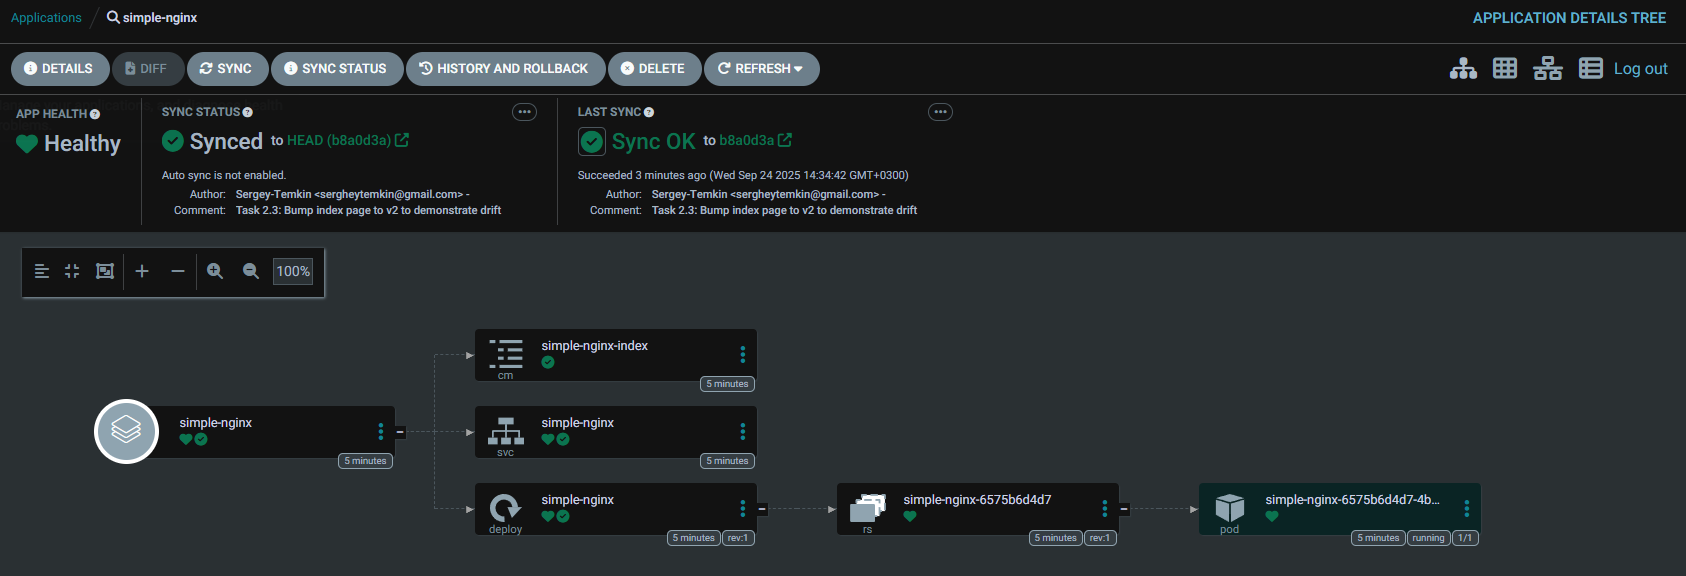 Applications / simple-nginx
APPLICATION DETAILS TREE
DETAILS DIFF SYNC SYNC STATUS HISTORY AND ROLLBACK DELETE REFRESH
Log out
APP HEALTH
Healthy
SYNC STATUS
Synced to HEAD (b8a0d3a)
Auto sync is not enabled.
Author: Sergey-Temkin <sergheytemkin@gmail.com> -
Comment: Task 2.3: Bump index page to v2 to demonstrate drift
LAST SYNC
Sync OK to b8a0d3a
Succeeded 3 minutes ago (Wed Sep 24 2025 14:34:42 GMT+0300)
Author: Sergey-Temkin <sergheytemkin@gmail.com> -
Comment: Task 2.3: Bump index page to v2 to demonstrate drift
100%
simple-nginx
5 minutes
simple-nginx-index
cm
5 minutes
simple-nginx
svc
5 minutes
simple-nginx
deploy
5 minutes rev:1
simple-nginx-6575b6d4d7
rs
5 minutes rev:1
simple-nginx-6575b6d4d7-4b...
pod
5 minutes running 1/1